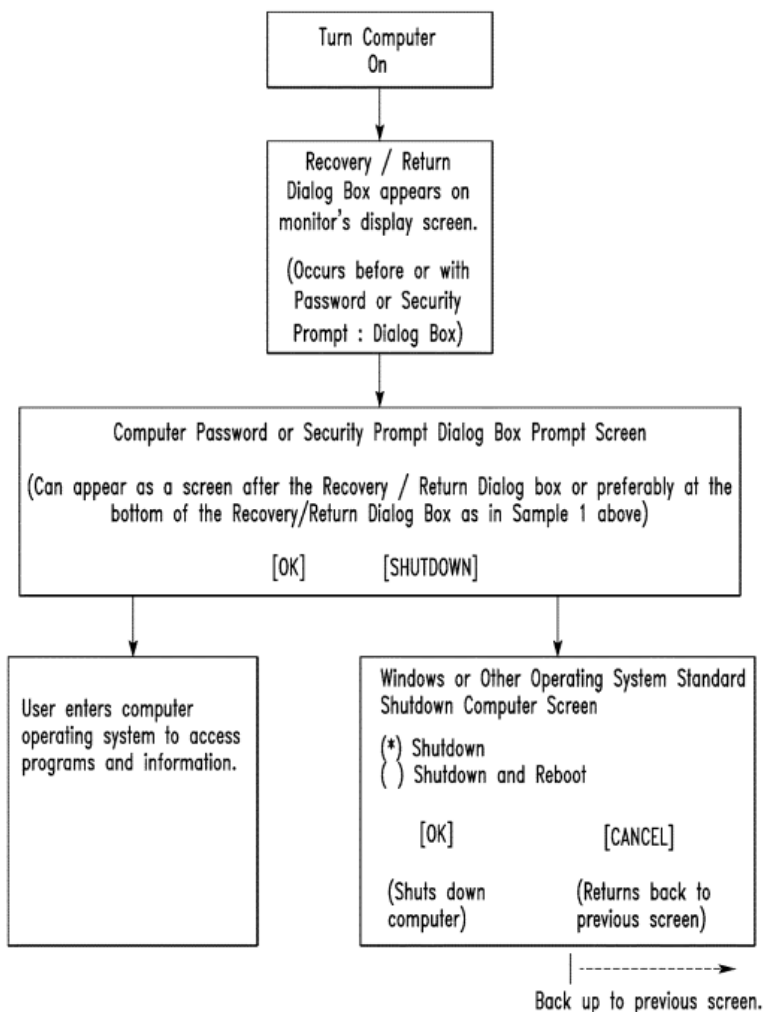 Turn Computer
On
Recovery / Return
Dialog Box appears on
monitor's display screen.
(Occurs before or with
Password or Security
Prompt : Dialog Box)
Computer Password or Security Prompt Dialog Box Prompt Screen
(Can appear as a screen after the Recovery / Return Dialog box or preferably at the
bottom of the Recovery/Return Dialog Box as in Sample 1 above)
[OK] [SHUTDOWN]
User enters computer
operating system to access
programs and information.
Windows or Other Operating System Standard
Shutdown Computer Screen
(*) Shutdown
( ) Shutdown and Reboot
[OK] [CANCEL]
(Shuts down
computer)
(Returns back to
previous screen)
Back up to previous screen.